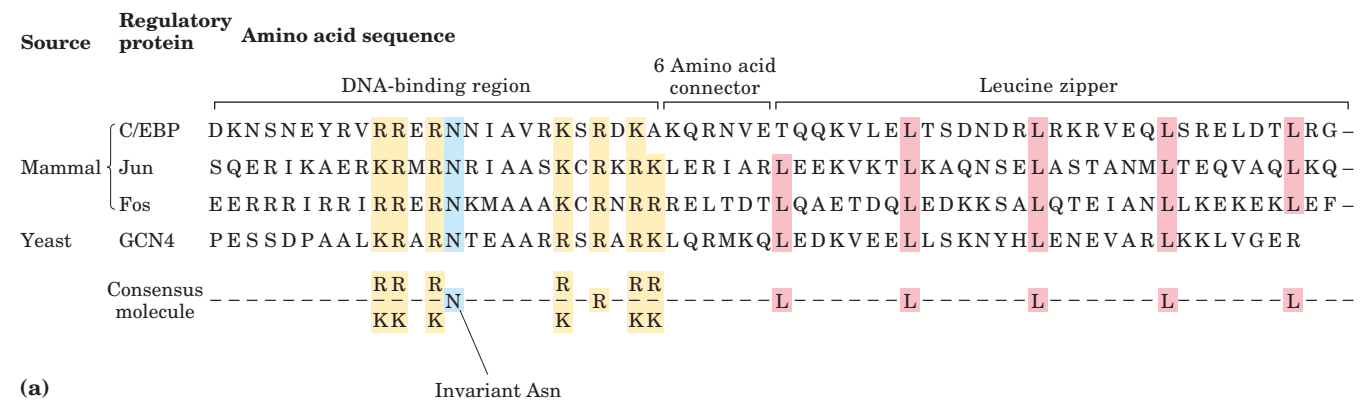 Source
Regulatory protein
Amino acid sequence
DNA-binding region
6 Amino acid
connector
Leucine zipper
C/EBP DKNSNEYRVRRERNNIAVRKSRDKAKQRNVETQQKVLELTSDNDRLRKRVEQLSRELDTLRG–
Mammal Jun SQERIKAERKRMRNRIAASKCRKRKLERIARLEEKVKTLKAQNSELASTANMLTEQVAQLKQ–
Fos EERRRIRRIRRERNKMAAAKCRNRRRELTDTLQAETDQLEDKKSALQTEIANLLKEKEKLEF–
Yeast GCN4 PESSDPAALKRARNTEAARRSRARKLQRMKQLEDKVEELLSKNYHLENEVARLKKLVGER
Consensus
molecule
RR R R RR
–––––––––––––N––––––––R–––––––––L––––––L––––––L––––––L––––––L–––
KK K K KK
Invariant Asn
(a)